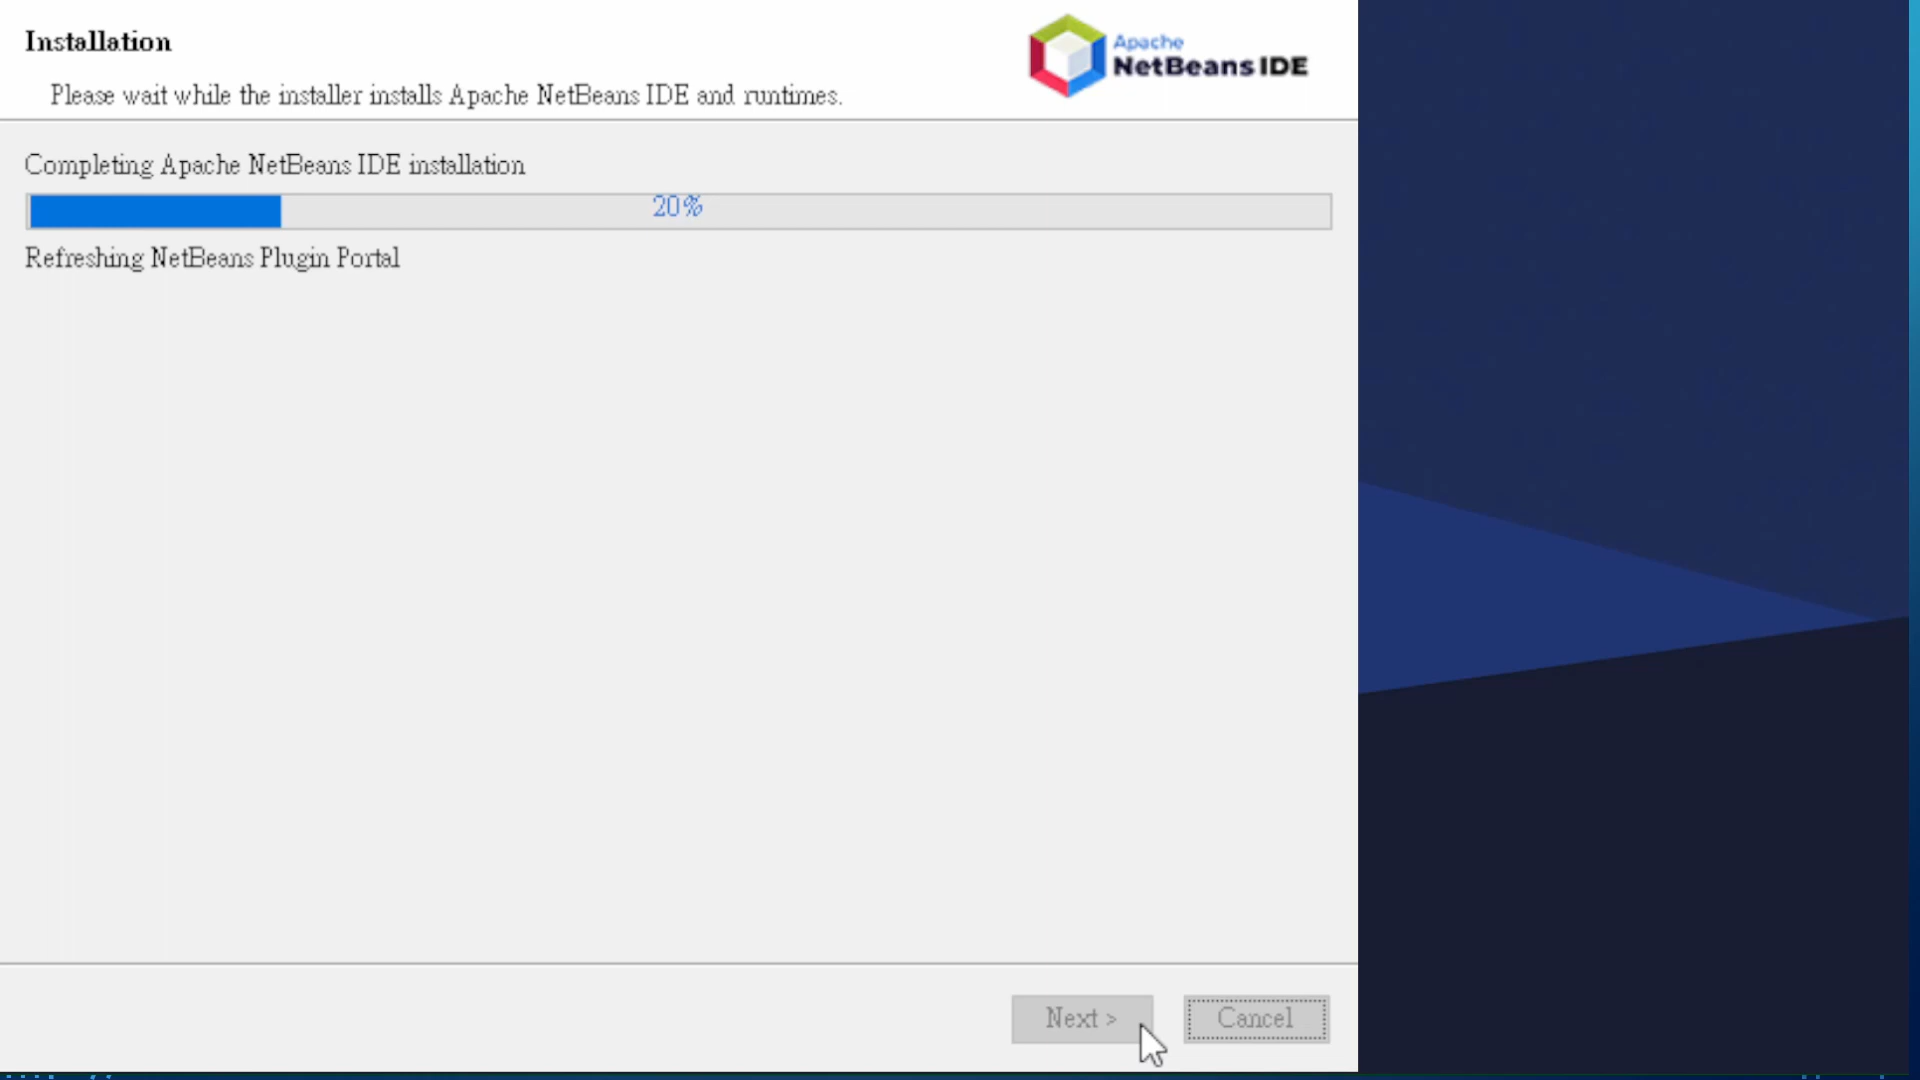 Installation
Apache
NetBeans IDE
Please wait while the installer installs Apache NetBeans IDE and runtimes.
Completing Apache NetBeans IDE installation
20%
Refreshing NetBeans Plugin Portal
Next >
Cancel